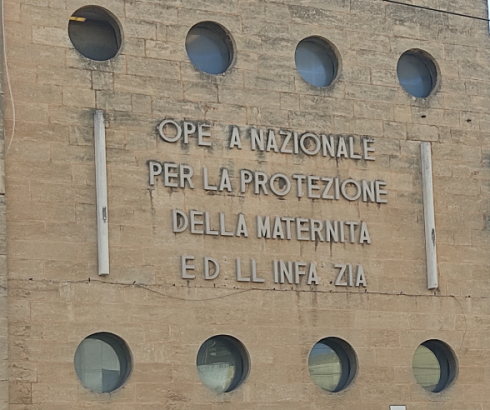 OPE A NAZIONALE
PER LA PROTEZIONE
DELLA MATERNITA
E D LL INFA ZIA